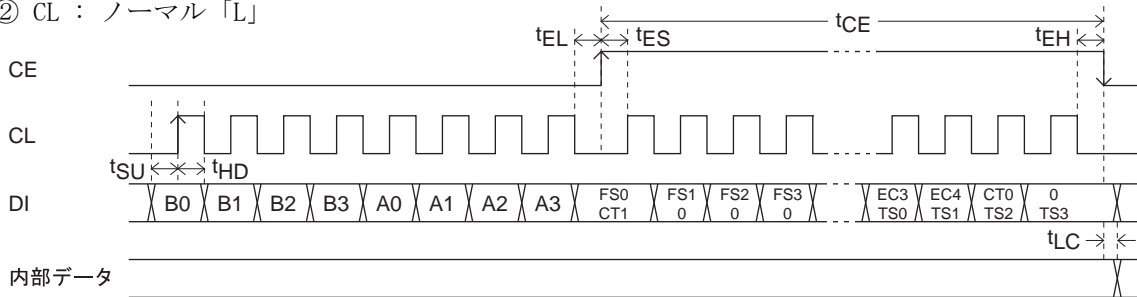 ② CL : ノーマル「L」
tCE
tEL tES tEH
CE
CL
tSU tHD
DI B0 B1 B2 B3 A0 A1 A2 A3 FS0 FS1 FS2 FS3 EC3 EC4 CT0 0
CT1 0 0 0 TS0 TS1 TS2 TS3
tLC
内部データ